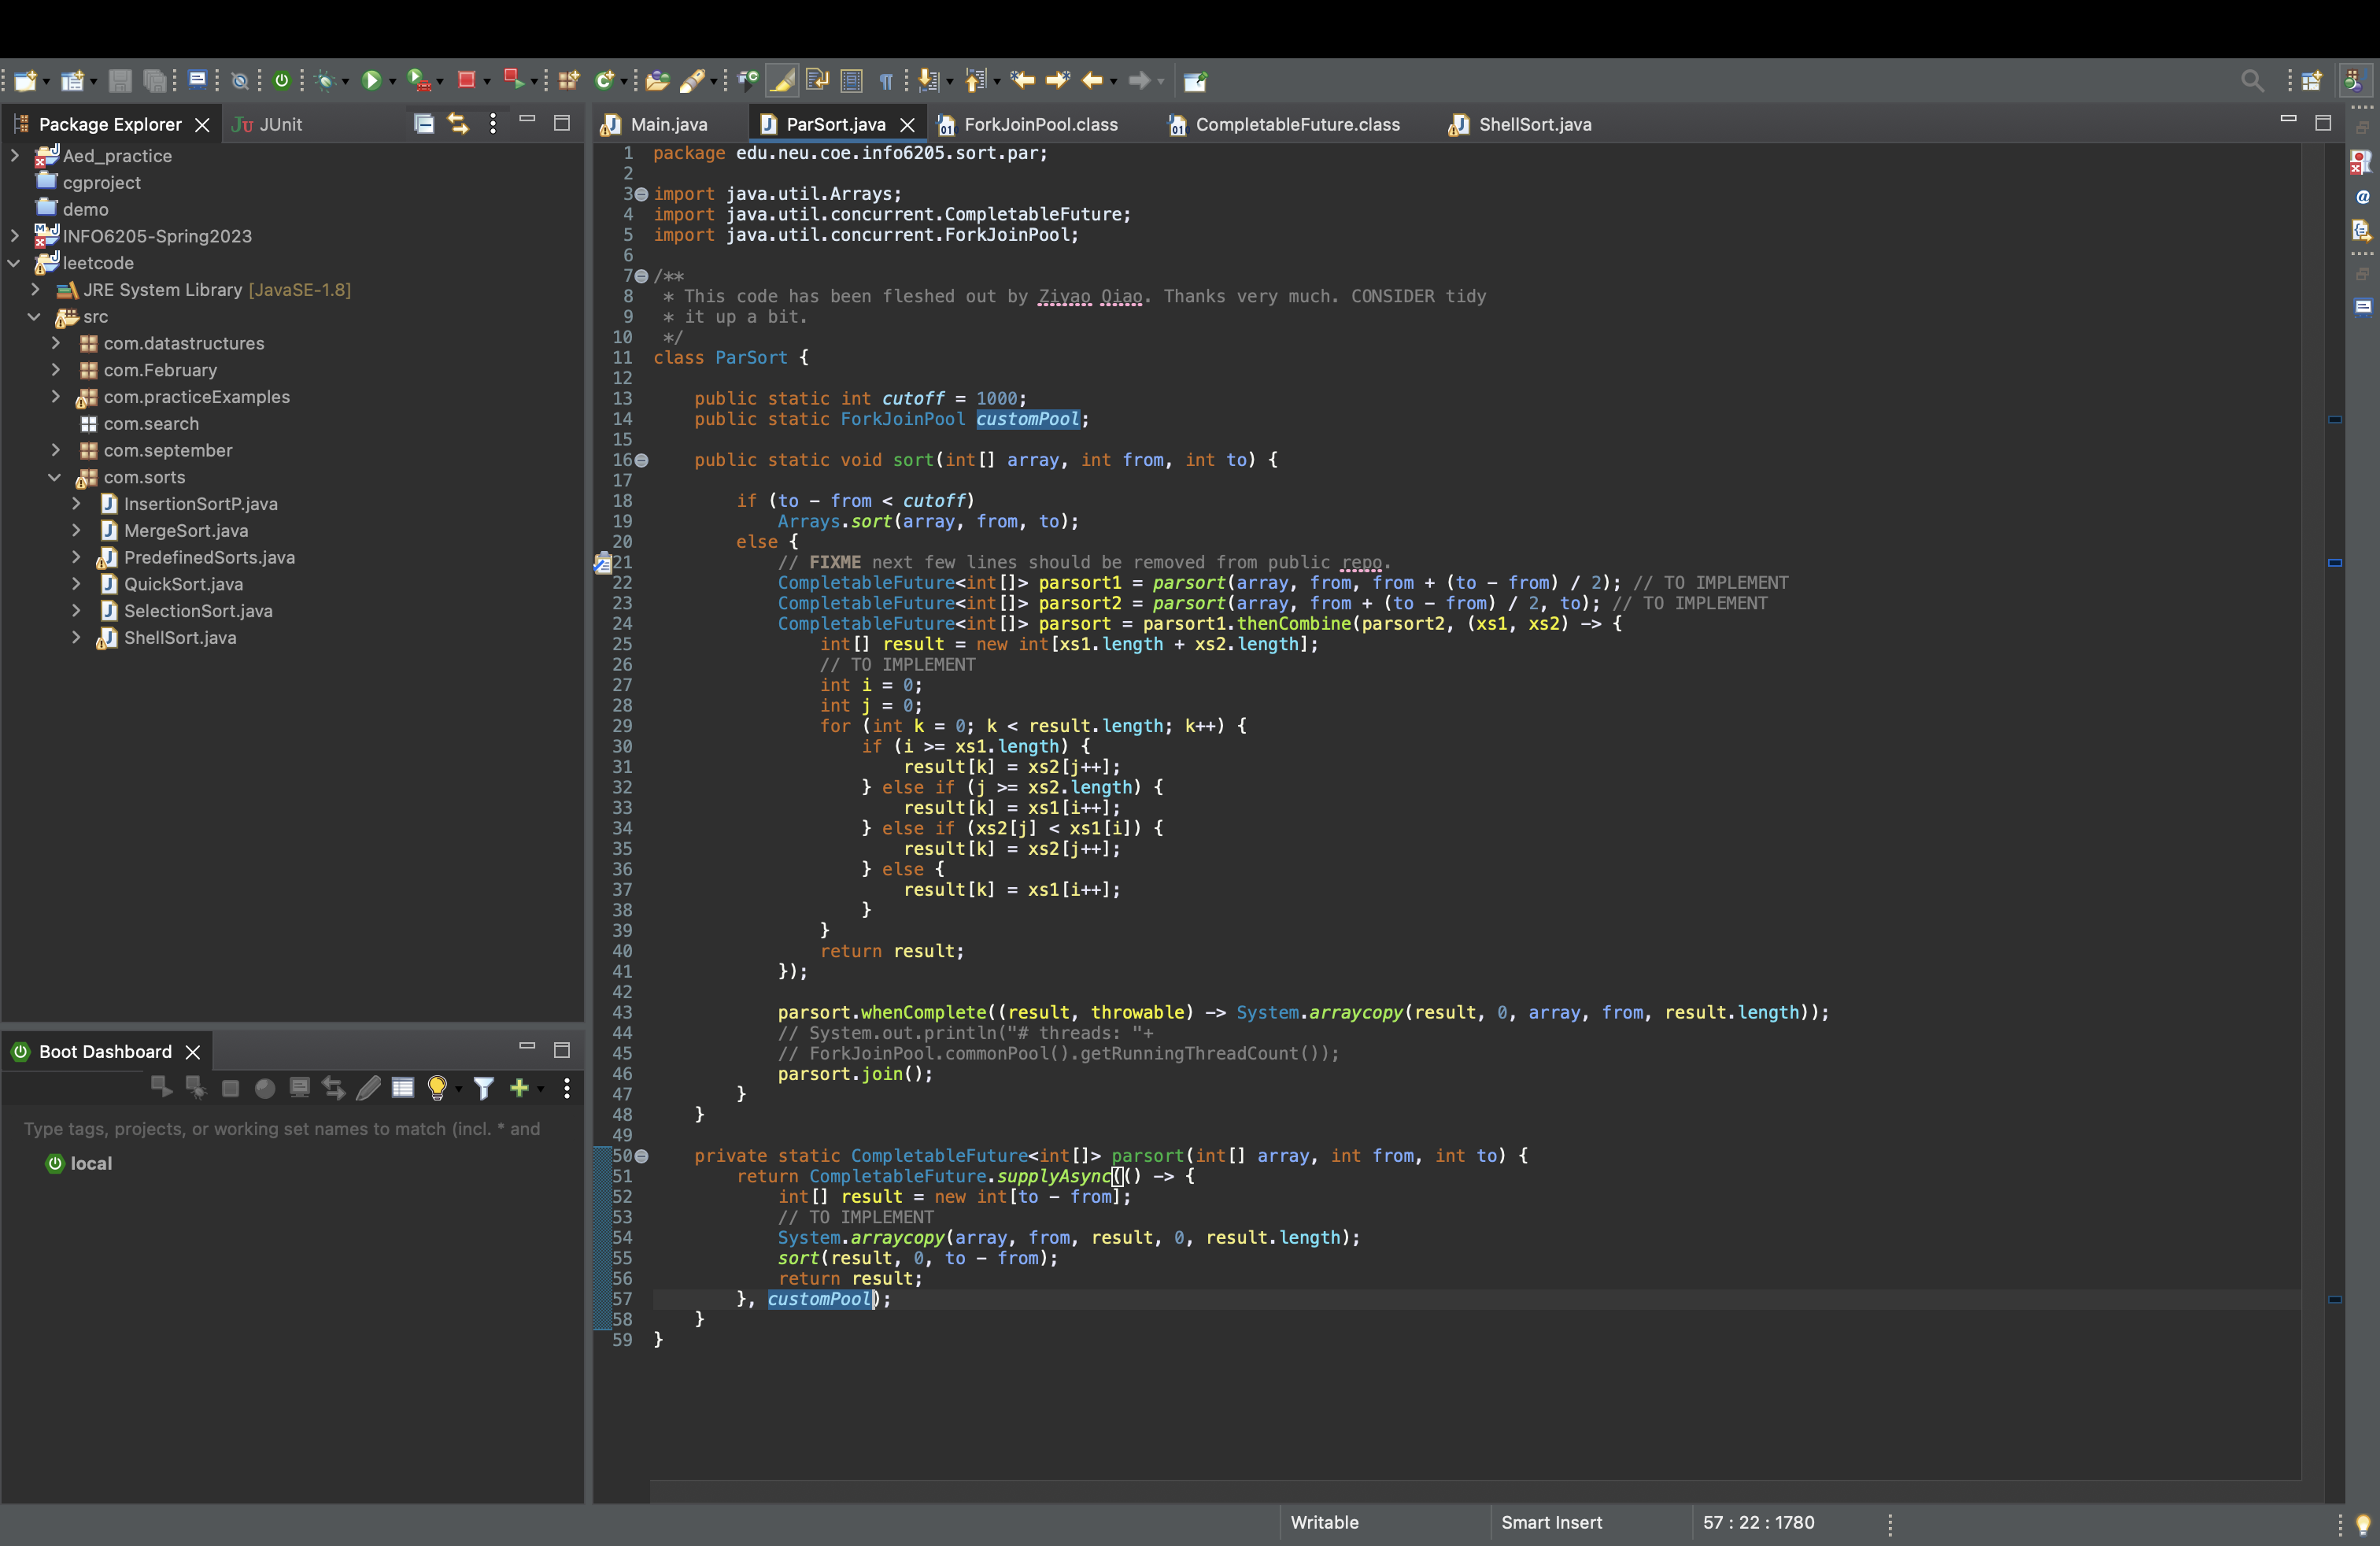 Package Explorer
JUnit
Aed_practice
cgproject
demo
INFO6205-Spring2023
leetcode
JRE System Library [JavaSE-1.8]
src
com.datastructures
com.February
com.practiceExamples
com.search
com.september
com.sorts
InsertionSortP.java
MergeSort.java
PredefinedSorts.java
QuickSort.java
SelectionSort.java
ShellSort.java
Boot Dashboard
Type tags, projects, or working set names to match (incl. * and
local
Main.java
ParSort.java
ForkJoinPool.class
CompletableFuture.class
ShellSort.java
1 package edu.neu.coe.info6205.sort.par;
2
3 import java.util.Arrays;
4 import java.util.concurrent.CompletableFuture;
5 import java.util.concurrent.ForkJoinPool;
6
7 /**
8  * This code has been fleshed out by Ziyao Qiao. Thanks very much. CONSIDER tidy
9  * it up a bit.
10  */
11 class ParSort {
12
13     public static int cutoff = 1000;
14     public static ForkJoinPool customPool;
15
16     public static void sort(int[] array, int from, int to) {
17
18         if (to - from < cutoff)
19             Arrays.sort(array, from, to);
20         else {
21             // FIXME next few lines should be removed from public repo.
22             CompletableFuture<int[]> parsort1 = parsort(array, from, from + (to - from) / 2); // TO IMPLEMENT
23             CompletableFuture<int[]> parsort2 = parsort(array, from + (to - from) / 2, to); // TO IMPLEMENT
24             CompletableFuture<int[]> parsort = parsort1.thenCombine(parsort2, (xs1, xs2) -> {
25                 int[] result = new int[xs1.length + xs2.length];
26                 // TO IMPLEMENT
27                 int i = 0;
28                 int j = 0;
29                 for (int k = 0; k < result.length; k++) {
30                     if (i >= xs1.length) {
31                         result[k] = xs2[j++];
32                     } else if (j >= xs2.length) {
33                         result[k] = xs1[i++];
34                     } else if (xs2[j] < xs1[i]) {
35                         result[k] = xs2[j++];
36                     } else {
37                         result[k] = xs1[i++];
38                     }
39                 }
40                 return result;
41             });
42
43             parsort.whenComplete((result, throwable) -> System.arraycopy(result, 0, array, from, result.length));
44             // System.out.println("# threads: "+
45             // ForkJoinPool.commonPool().getRunningThreadCount());
46             parsort.join();
47         }
48     }
49
50     private static CompletableFuture<int[]> parsort(int[] array, int from, int to) {
51         return CompletableFuture.supplyAsync(() -> {
52             int[] result = new int[to - from];
53             // TO IMPLEMENT
54             System.arraycopy(array, from, result, 0, result.length);
55             sort(result, 0, to - from);
56             return result;
57         }, customPool);
58     }
59 }
Writable
Smart Insert
57 : 22 : 1780